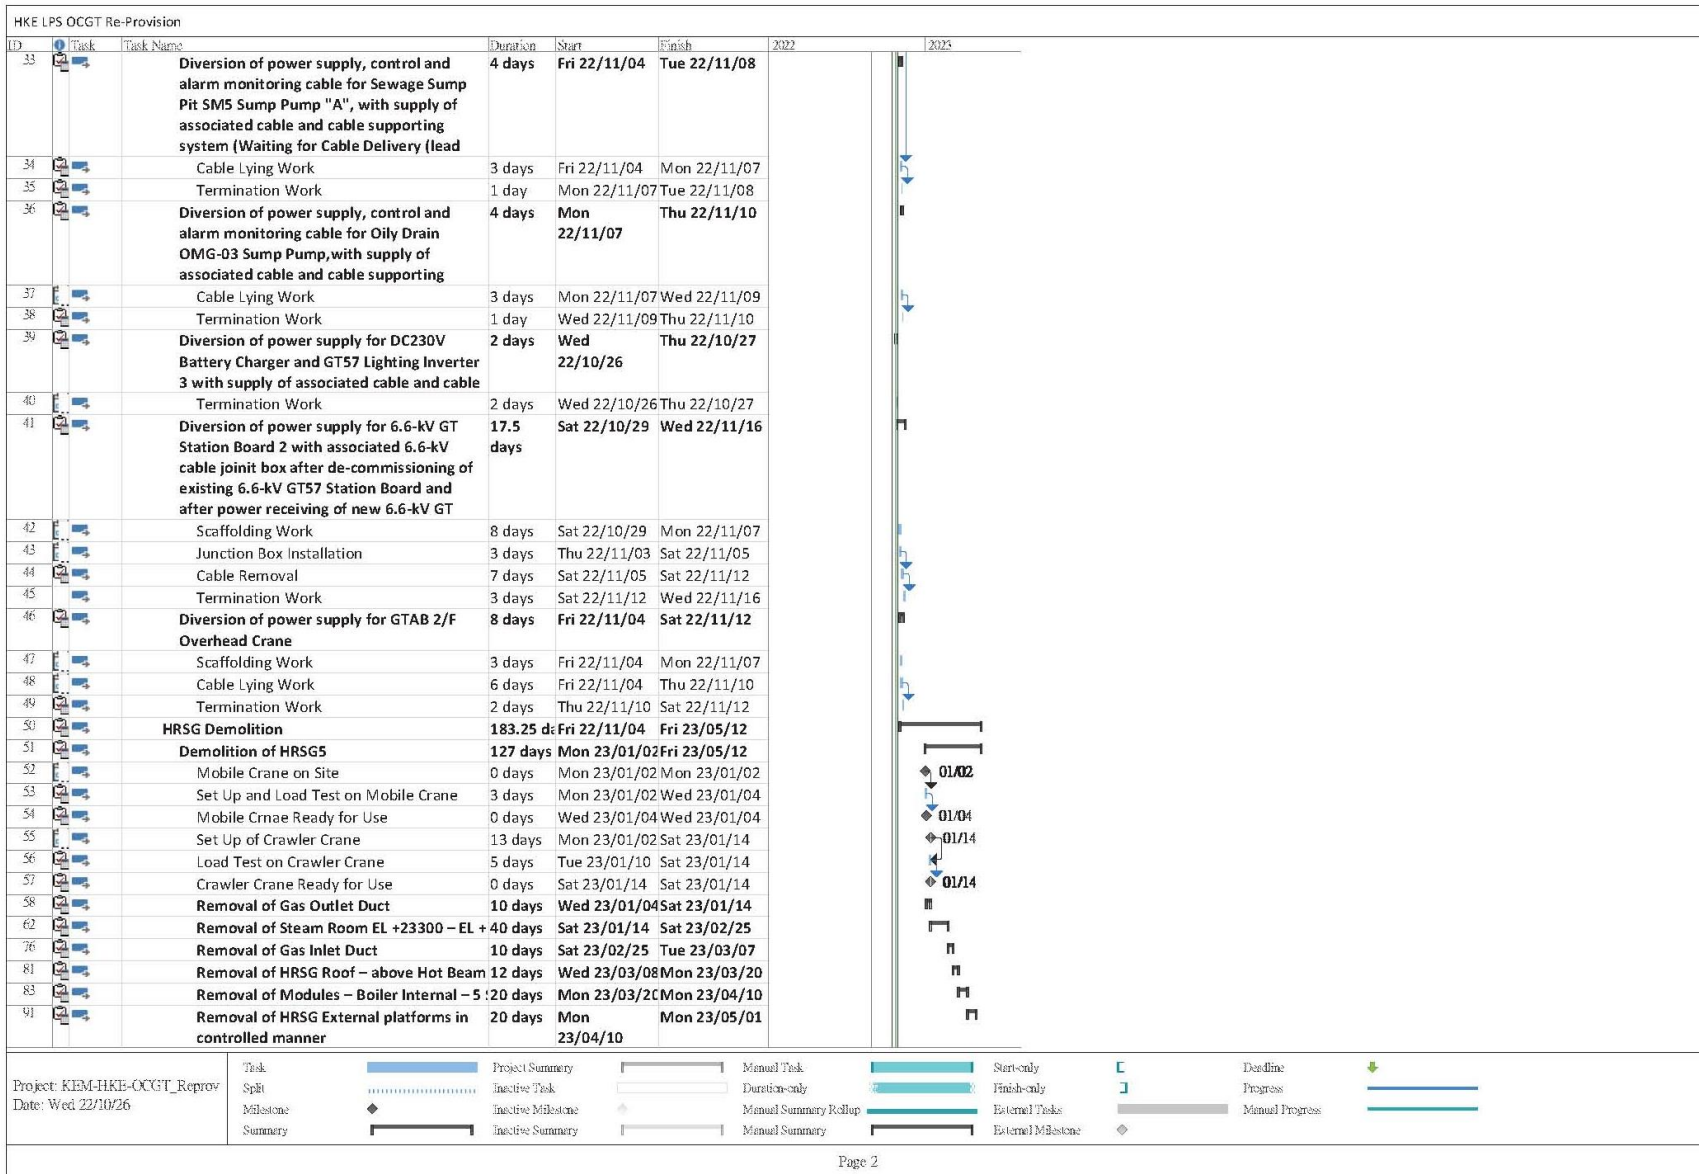 HKE LPS OCGT Re-Provision
ID Task Task Name Duration Start Finish 2022 2023
33 Diversion of power supply, control and 4 days Fri 22/11/04 Tue 22/11/08
alarm monitoring cable for Sewage Sump
Pit SM5 Sump Pump "A", with supply of
associated cable and cable supporting
system (Waiting for Cable Delivery (lead
34 Cable Lying Work 3 days Fri 22/11/04 Mon 22/11/07
35 Termination Work 1 day Mon 22/11/07 Tue 22/11/08
36 Diversion of power supply, control and 4 days Mon Thu 22/11/10
alarm monitoring cable for Oily Drain 22/11/07
OMG-03 Sump Pump,with supply of
associated cable and cable supporting
37 Cable Lying Work 3 days Mon 22/11/07 Wed 22/11/09
38 Termination Work 1 day Wed 22/11/09 Thu 22/11/10
39 Diversion of power supply for DC230V 2 days Wed Thu 22/10/27
Battery Charger and GT57 Lighting Inverter 22/10/26
3 with supply of associated cable and cable
40 Termination Work 2 days Wed 22/10/26 Thu 22/10/27
41 Diversion of power supply for 6.6-kV GT 17.5 Sat 22/10/29 Wed 22/11/16
Station Board 2 with associated 6.6-kV days
cable joinit box after de-commissioning of
existing 6.6-kV GT57 Station Board and
after power receiving of new 6.6-kV GT
42 Scaffolding Work 8 days Sat 22/10/29 Mon 22/11/07
43 Junction Box Installation 3 days Thu 22/11/03 Sat 22/11/05
44 Cable Removal 7 days Sat 22/11/05 Sat 22/11/12
45 Termination Work 3 days Sat 22/11/12 Wed 22/11/16
46 Diversion of power supply for GTAB 2/F 8 days Fri 22/11/04 Sat 22/11/12
Overhead Crane
47 Scaffolding Work 3 days Fri 22/11/04 Mon 22/11/07
48 Cable Lying Work 6 days Fri 22/11/04 Thu 22/11/10
49 Termination Work 2 days Thu 22/11/10 Sat 22/11/12
50 HRSG Demolition 183.25 da Fri 22/11/04 Fri 23/05/12
51 Demolition of HRSG5 127 days Mon 23/01/02 Fri 23/05/12
52 Mobile Crane on Site 0 days Mon 23/01/02 Mon 23/01/02 01/02
53 Set Up and Load Test on Mobile Crane 3 days Mon 23/01/02 Wed 23/01/04
54 Mobile Crnae Ready for Use 0 days Wed 23/01/04 Wed 23/01/04 01/04
55 Set Up of Crawler Crane 13 days Mon 23/01/02 Sat 23/01/14 01/14
56 Load Test on Crawler Crane 5 days Tue 23/01/10 Sat 23/01/14
57 Crawler Crane Ready for Use 0 days Sat 23/01/14 Sat 23/01/14 01/14
58 Removal of Gas Outlet Duct 10 days Wed 23/01/04 Sat 23/01/14
62 Removal of Steam Room EL +23300 – EL + 40 days Sat 23/01/14 Sat 23/02/25
76 Removal of Gas Inlet Duct 10 days Sat 23/02/25 Tue 23/03/07
81 Removal of HRSG Roof – above Hot Beam 12 days Wed 23/03/08 Mon 23/03/20
83 Removal of Modules – Boiler Internal – 5 20 days Mon 23/03/20 Mon 23/04/10
91 Removal of HRSG External platforms in 20 days Mon Mon 23/05/01
controlled manner 23/04/10
Task Project Summary Manual Task Start-only Deadline
Project: KEM-HKE-OCGT_Reprov Split Inactive Task Duration-only Finish-only Progress
Date: Wed 22/10/26 Milestone Inactive Milestone Manual Summary Rollup External Tasks Manual Progress
Summary Inactive Summary Manual Summary External Milestone
Page 2